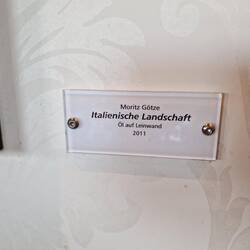 Moritz Götze
Italienische Landschaft
Öl auf Leinwand
2011